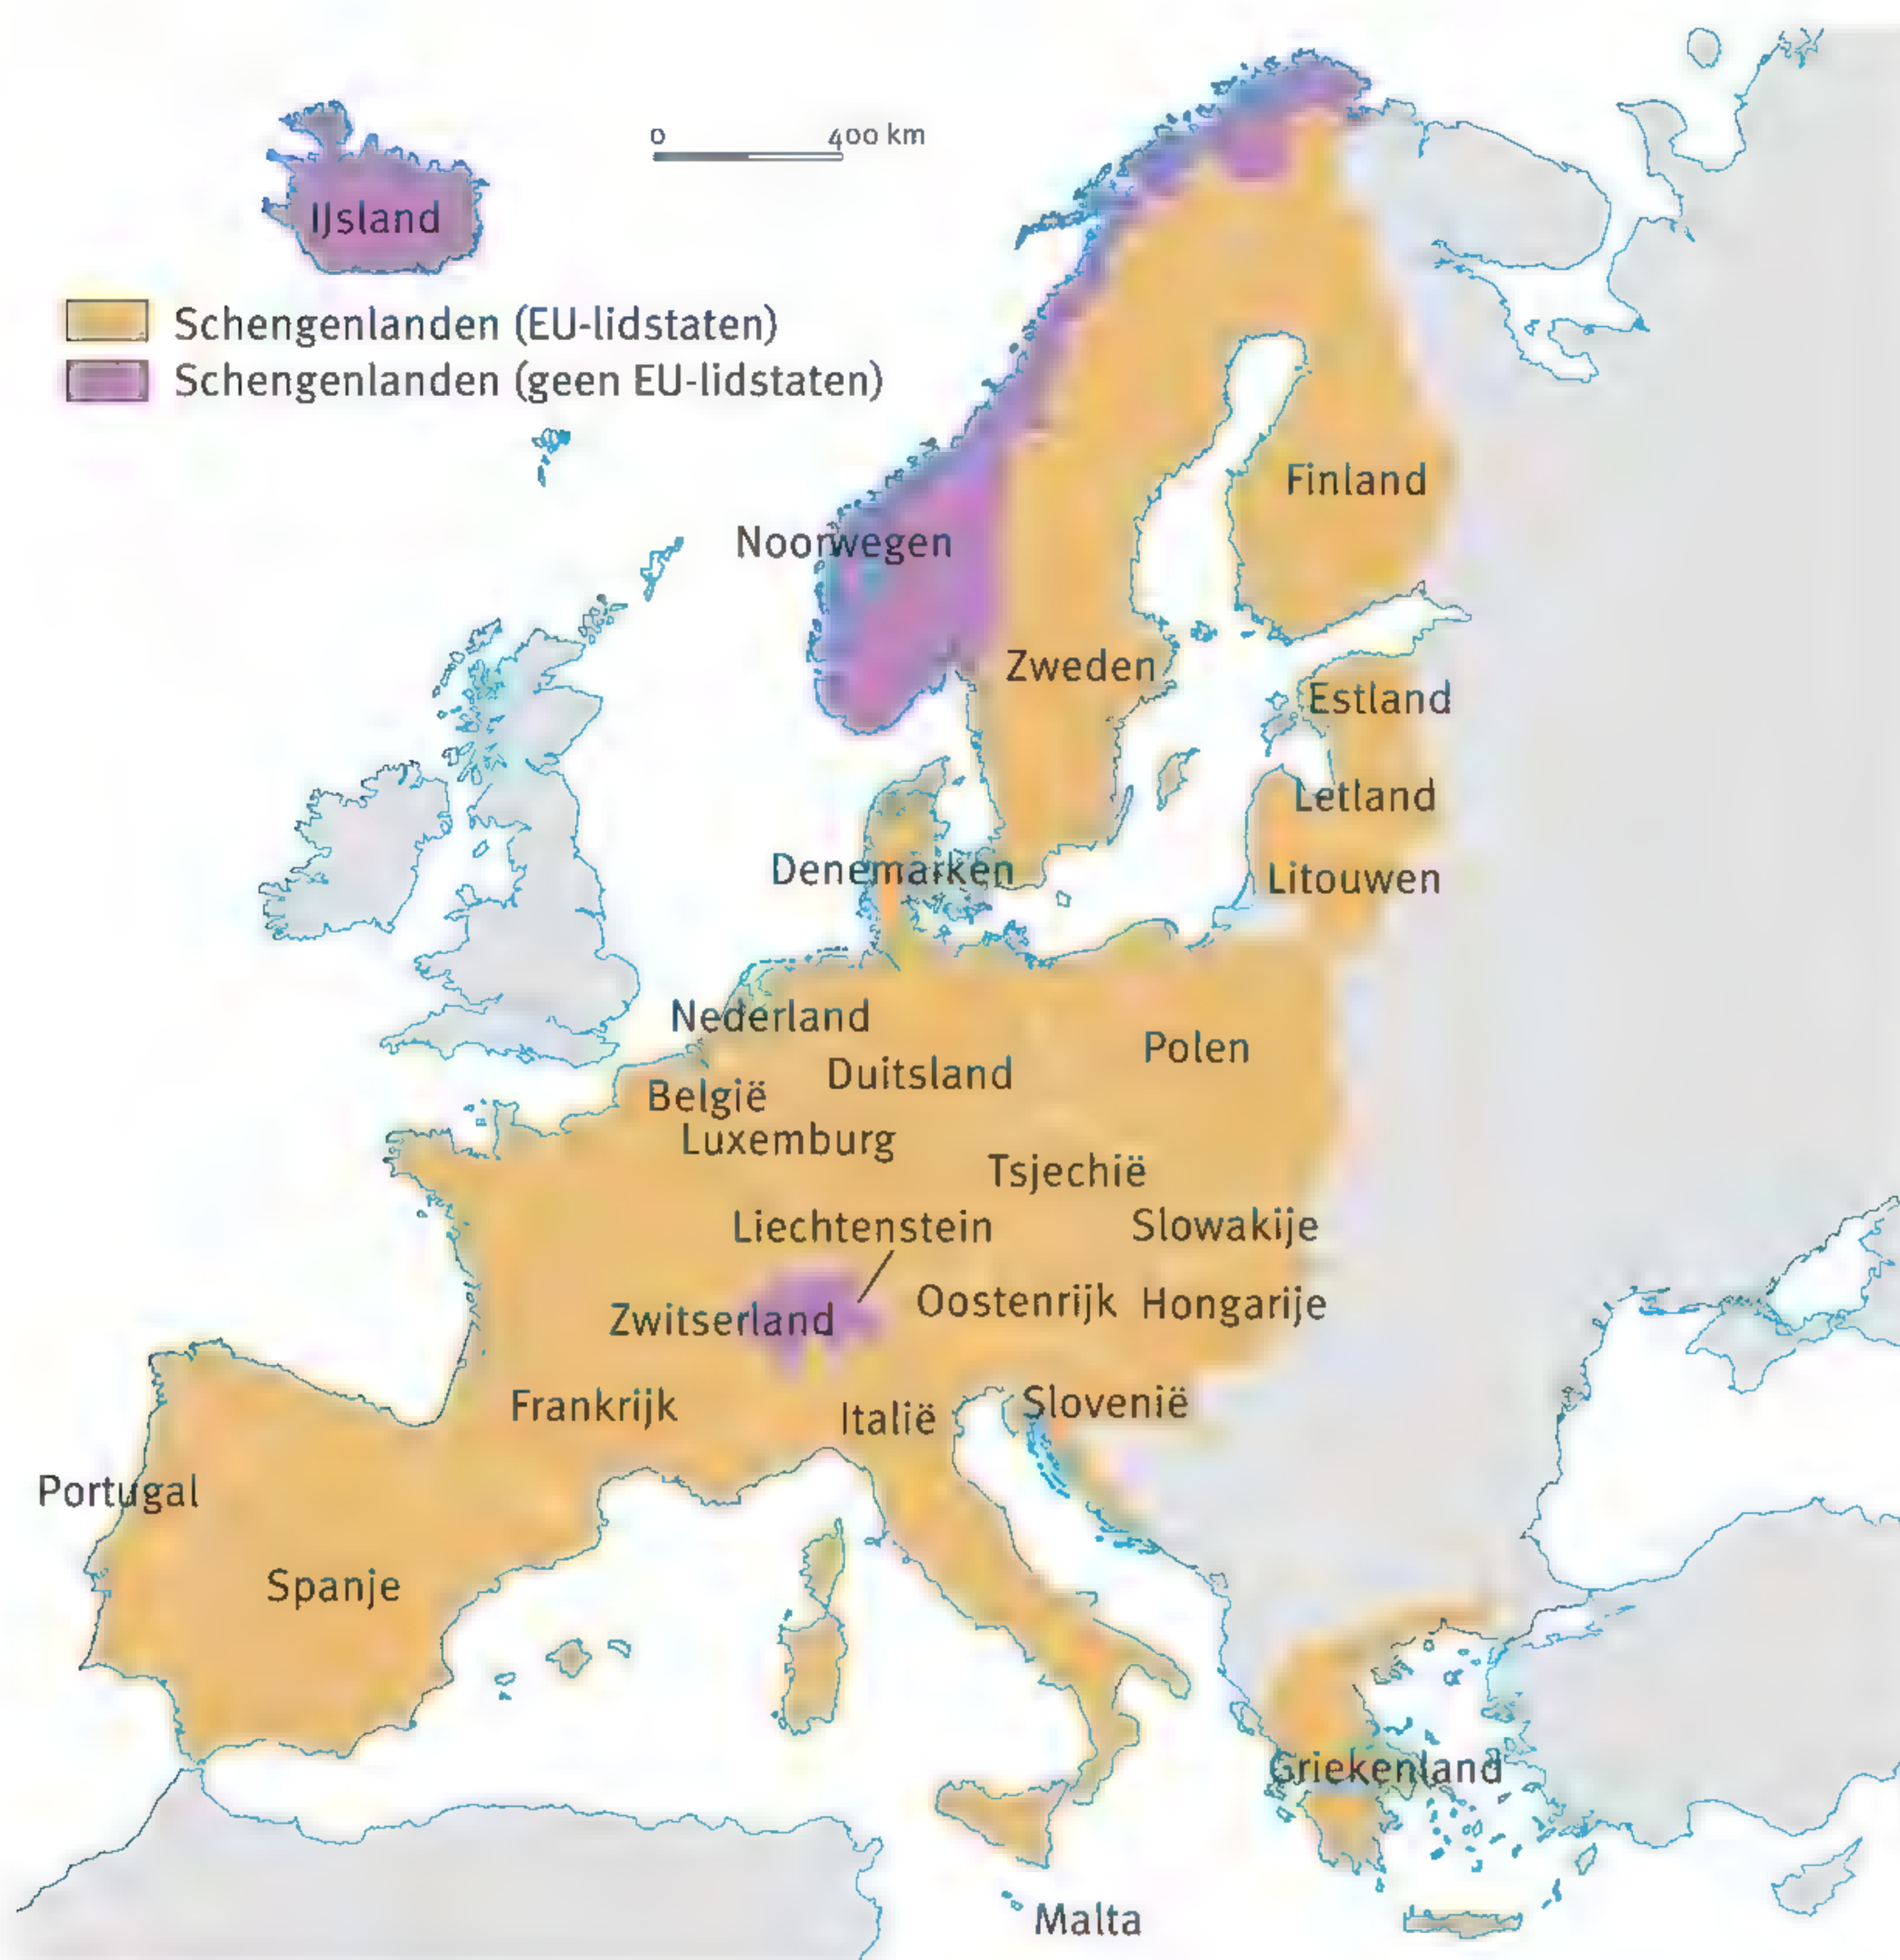 0 400 km
IJsland
Schengenlanden (EU-lidstaten)
Schengenlanden (geen EU-lidstaten)
Finland
Noorwegen
Zweden
Estland
Letland
Denemarken
Litouwen
Nederland
Polen
Duitsland
België
Luxemburg
Tsjechië
Liechtenstein
Slowakije
Oostenrijk
Hongarije
Zwitserland
Frankrijk
Italië
Slovenië
Portugal
Spanje
Griekenland
Malta